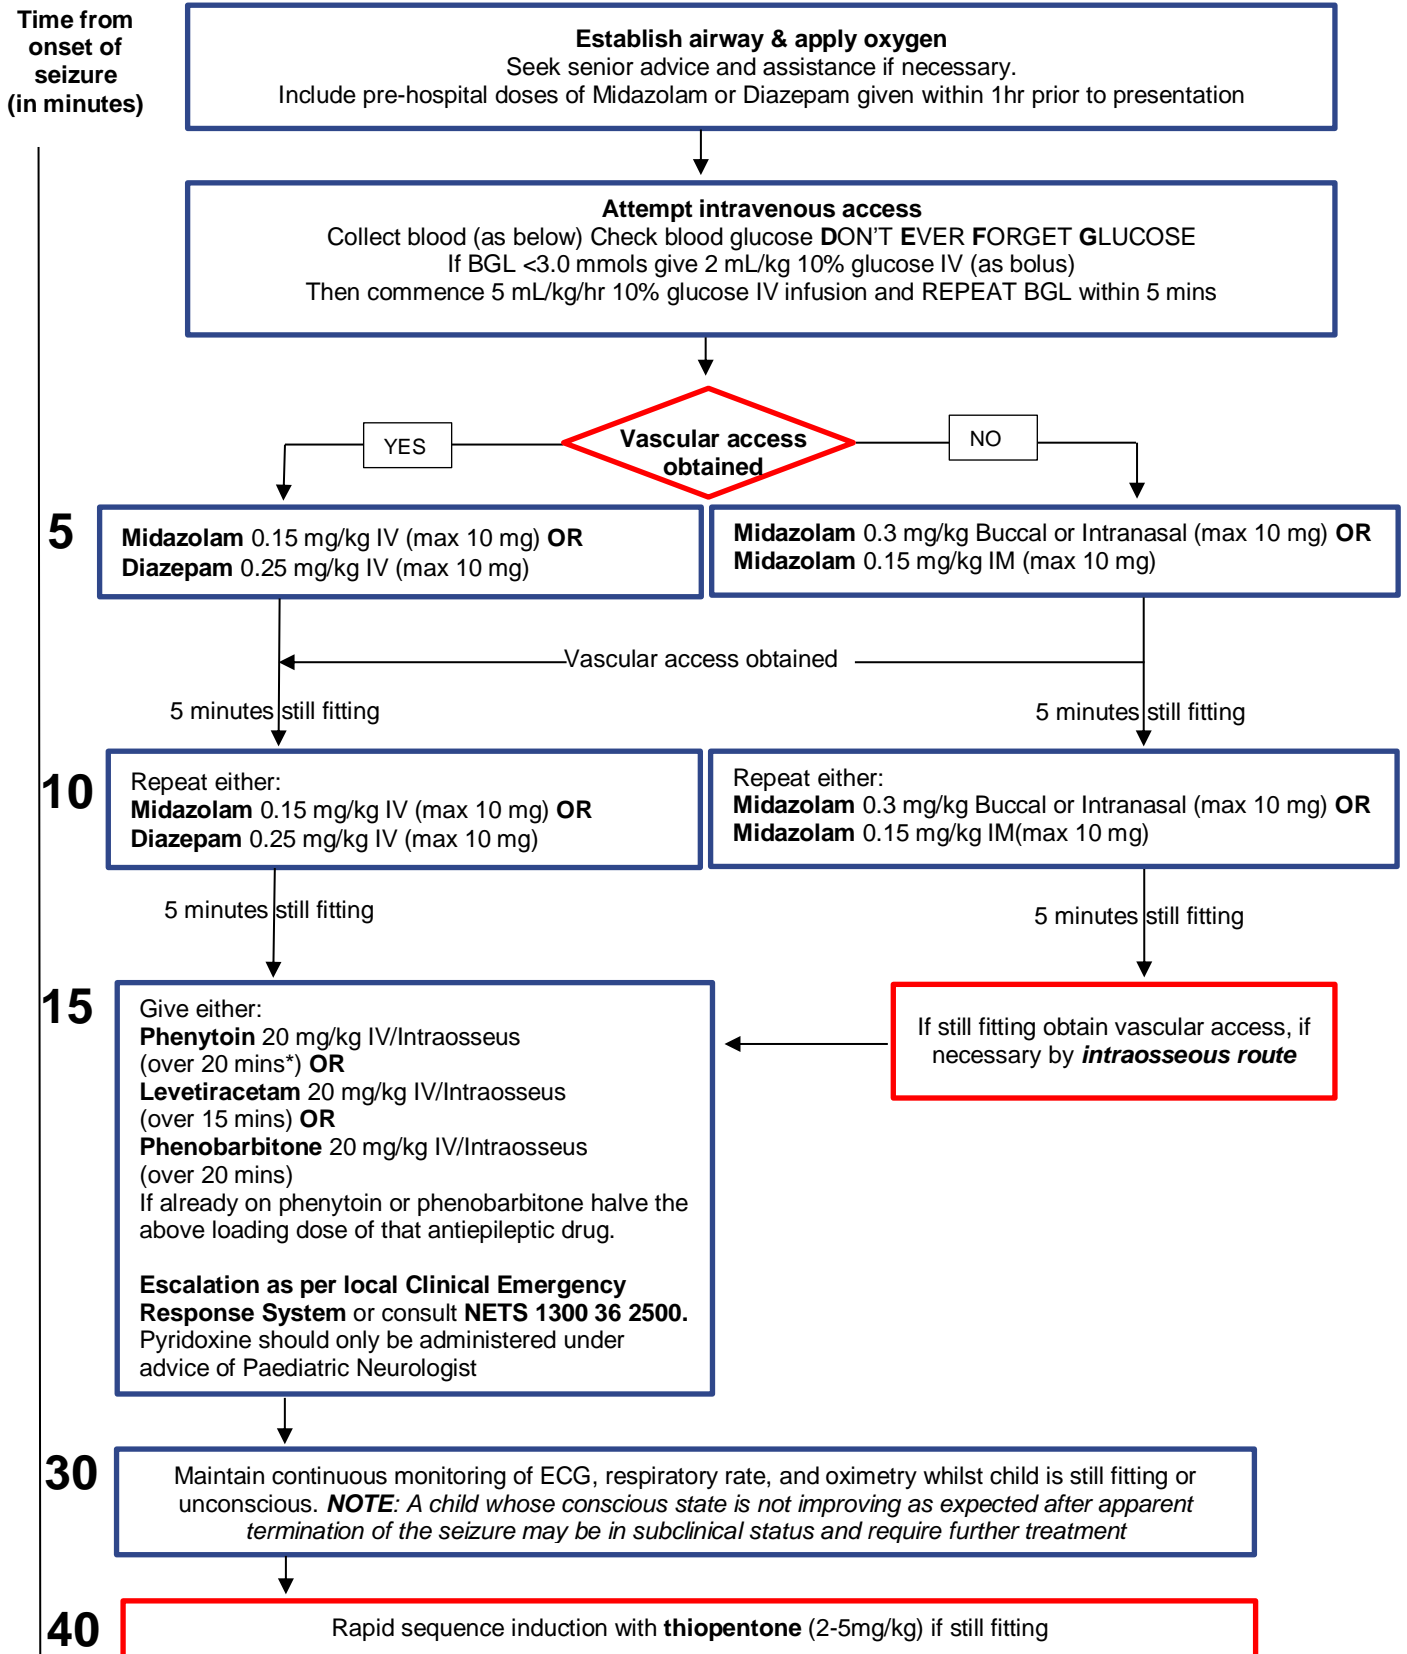 Time from
onset of
seizure
(in minutes)
Establish airway & apply oxygen
Seek senior advice and assistance if necessary.
Include pre-hospital doses of Midazolam or Diazepam given within 1hr prior to presentation
Attempt intravenous access
Collect blood (as below) Check blood glucose DON'T EVER FORGET GLUCOSE
If BGL <3.0 mmols give 2 mL/kg 10% glucose IV (as bolus)
Then commence 5 mL/kg/hr 10% glucose IV infusion and REPEAT BGL within 5 mins
Vascular access
obtained
YES
NO
5
Midazolam 0.15 mg/kg IV (max 10 mg) OR
Diazepam 0.25 mg/kg IV (max 10 mg)
Midazolam 0.3 mg/kg Buccal or Intranasal (max 10 mg) OR
Midazolam 0.15 mg/kg IM (max 10 mg)
Vascular access obtained
5 minutes still fitting
5 minutes still fitting
10
Repeat either:
Midazolam 0.15 mg/kg IV (max 10 mg) OR
Diazepam 0.25 mg/kg IV (max 10 mg)
Repeat either:
Midazolam 0.3 mg/kg Buccal or Intranasal (max 10 mg) OR
Midazolam 0.15 mg/kg IM(max 10 mg)
5 minutes still fitting
5 minutes still fitting
15
Give either:
Phenytoin 20 mg/kg IV/Intraosseus
(over 20 mins*) OR
Levetiracetam 20 mg/kg IV/Intraosseus
(over 15 mins) OR
Phenobarbitone 20 mg/kg IV/Intraosseus
(over 20 mins)
If already on phenytoin or phenobarbitone halve the
above loading dose of that antiepileptic drug.
Escalation as per local Clinical Emergency
Response System or consult NETS 1300 36 2500.
Pyridoxine should only be administered under
advice of Paediatric Neurologist
If still fitting obtain vascular access, if
necessary by intraosseous route
30
Maintain continuous monitoring of ECG, respiratory rate, and oximetry whilst child is still fitting or
unconscious. NOTE: A child whose conscious state is not improving as expected after apparent
termination of the seizure may be in subclinical status and require further treatment
40
Rapid sequence induction with thiopentone (2-5mg/kg) if still fitting